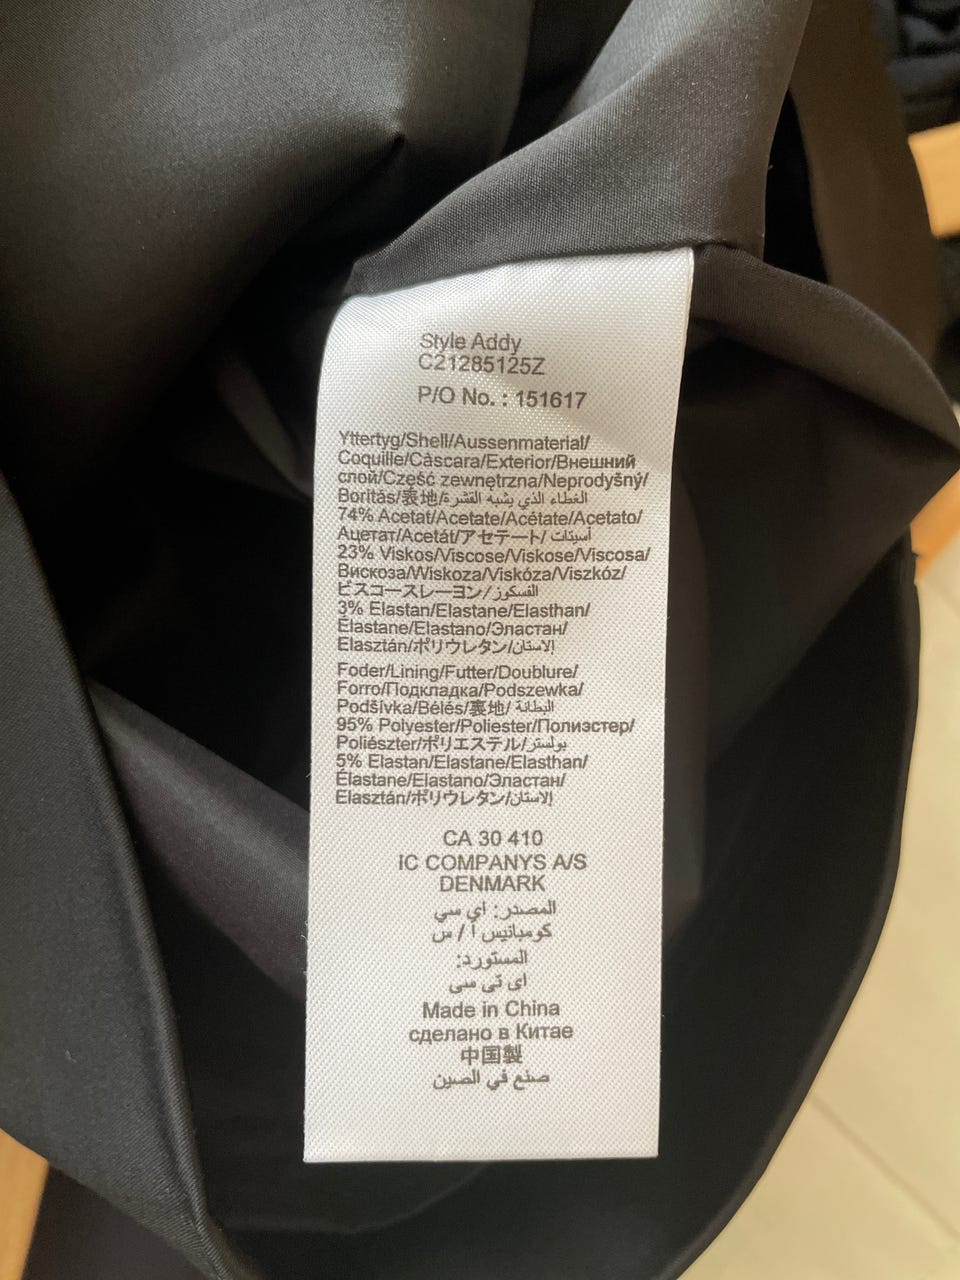 Style Addy
C21285125Z
P/O No. : 151617
Yttertyg/Shell/Aussenmaterial/
Coquille/Càscara/Exterior/Внешний
слой/Część zewnętrzna/Neprodyšný/
Borítás/裏地/الغطاء الذي يشبه القشرة
74% Acetat/Acetate/Acétate/Acetato/
Ацетат/Acetát/アセテート/أسيتات
23% Viskos/Viscose/Viskose/Viscosa/
Вискоза/Wiskoza/Viskóza/Viszkóz/
ビスコースレーヨン/الفسكوز
3% Elastan/Elastane/Elasthan/
Élastane/Elastano/Эластан/
Elasztán/ポリウレタン/إلاستان
Foder/Lining/Futter/Doublure/
Forro/Подкладка/Podszewka/
Podšívka/Bélés/裏地/البطانة
95% Polyester/Poliester/Полиэстер/
Poliészter/ポリエステル/بولستر
5% Elastan/Elastane/Elasthan/
Élastane/Elastano/Эластан/
Elasztán/ポリウレタン/إلاستان
CA 30 410
IC COMPANYS A/S
DENMARK
المصدر: أي سي
كومبانيس أ / س
المستورد:
اى تى سى
Made in China
сделано в Китае
中国製
صنع في الصين